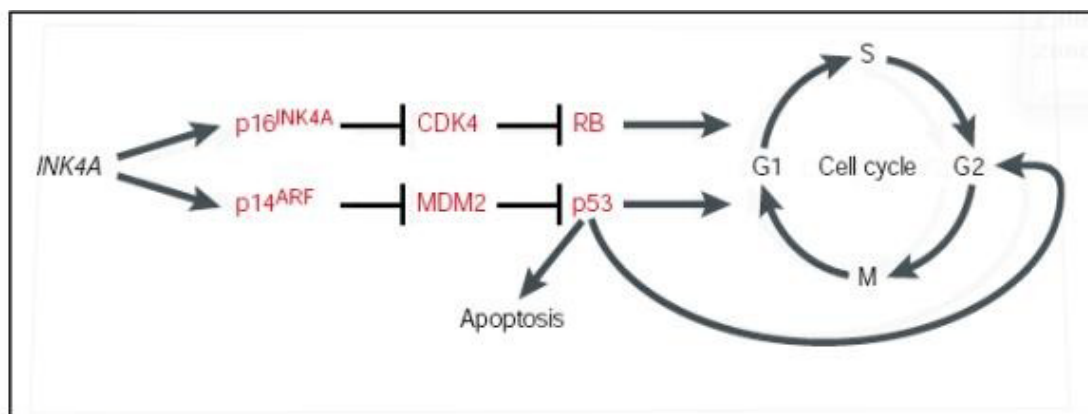 S
p16INK4A CDK4 RB
INK4A G1 Cell cycle G2
p14ARF MDM2 p53
M
Apoptosis